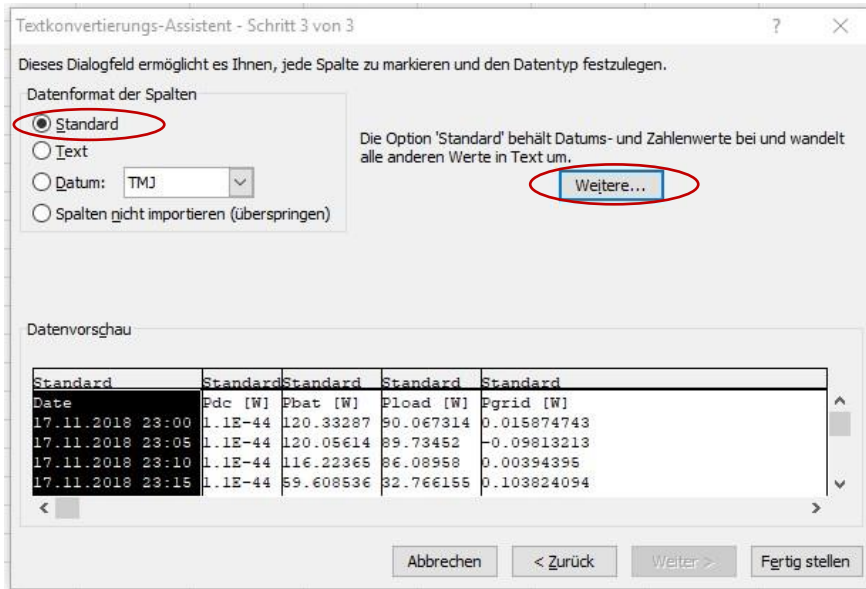 Textkonvertierungs-Assistent - Schritt 3 von 3
?
Dieses Dialogfeld ermöglicht es Ihnen, jede Spalte zu markieren und den Datentyp festzulegen.
Datenformat der Spalten
Standard
Text
Datum: TMJ
Spalten nicht importieren (überspringen)
Die Option 'Standard' behält Datums- und Zahlenwerte bei und wandelt
alle anderen Werte in Text um.
Weitere...
Datenvorschau
Standard Standard Standard Standard Standard
Date Pdc [W] Pbat [W] Pload [W] Pgrid [W]
17.11.2018 23:00 1.1E-44 120.33287 90.067314 0.015874743
17.11.2018 23:05 1.1E-44 120.05614 89.73452 -0.09813213
17.11.2018 23:10 1.1E-44 116.22365 86.08958 0.00394395
17.11.2018 23:15 1.1E-44 59.608536 32.766155 0.103824094
Abbrechen < Zurück Weiter > Fertig stellen